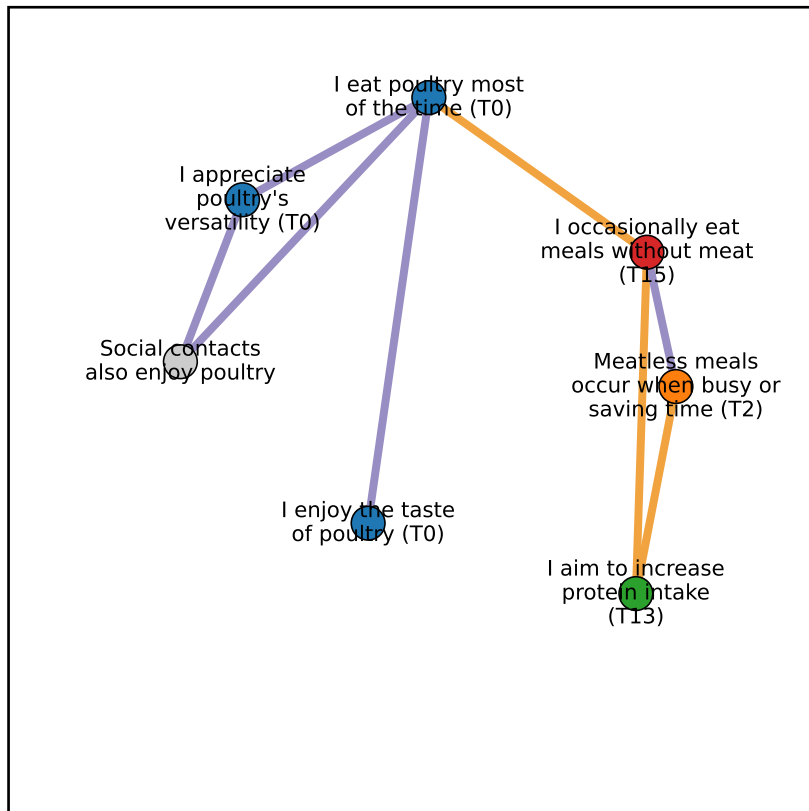 I eat poultry most
of the time (T0)
I appreciate
poultry's
versatility (T0)
I occasionally eat
meals without meat
(T15)
Social contacts
also enjoy poultry
Meatless meals
occur when busy or
saving time (T2)
I enjoy the taste
of poultry (T0)
I aim to increase
protein intake
(T13)